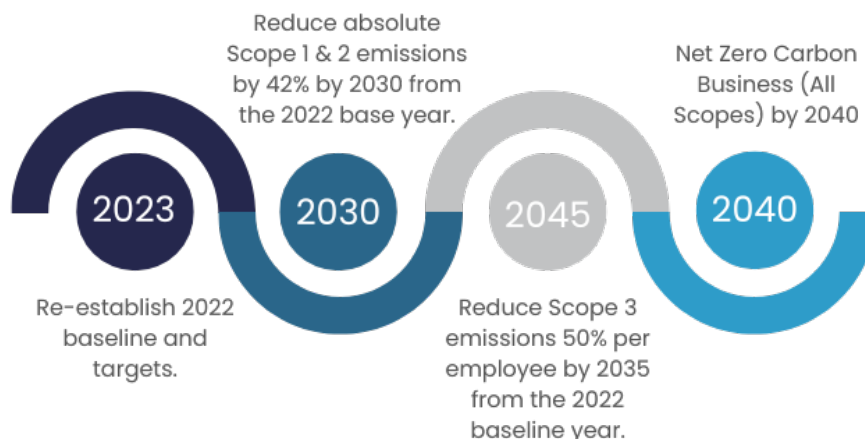 2023
Re-establish 2022
baseline and
targets.
Reduce absolute
Scope 1 & 2 emissions
by 42% by 2030 from
the 2022 base year.
2030
2045
Reduce Scope 3
emissions 50% per
employee by 2035
from the 2022
baseline year.
Net Zero Carbon
Business (All
Scopes) by 2040
2040